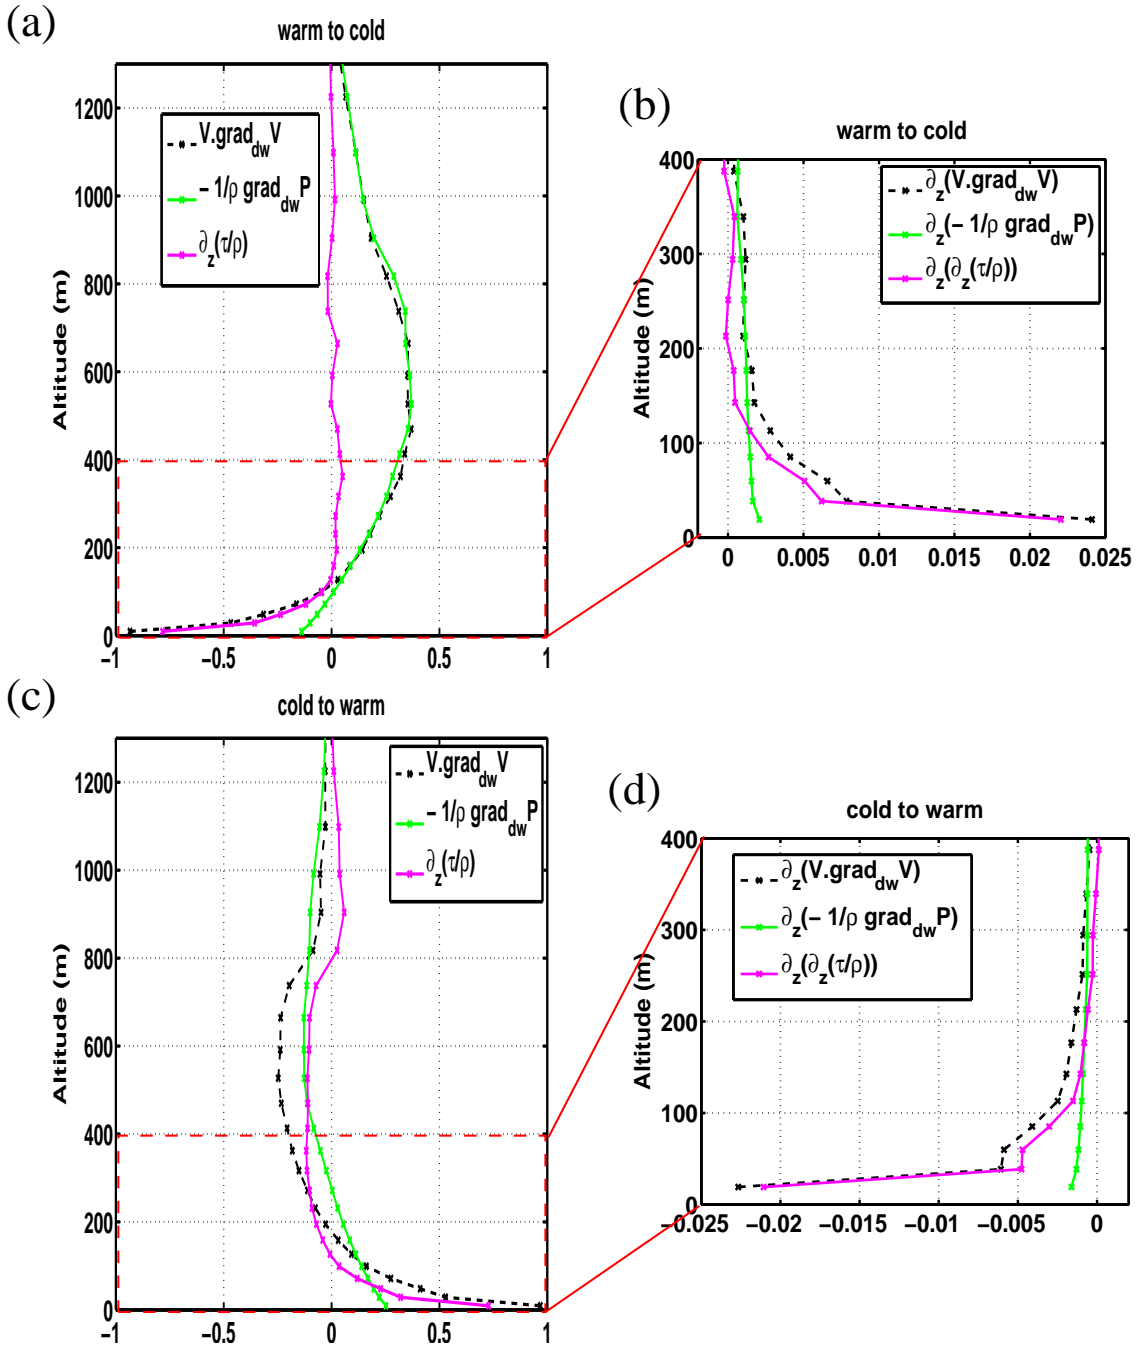 (a)
warm to cold
Altitude (m)
1200
1000
800
600
400
200
0
−1
−0.5
0
0.5
1
V.grad_dw V
− 1/ρ grad_dw P
∂_z(τ/ρ)
(b)
warm to cold
Altitude (m)
400
300
200
100
0
0
0.005
0.01
0.015
0.02
0.025
∂_z(V.grad_dw V)
∂_z(− 1/ρ grad_dw P)
∂_z(∂_z(τ/ρ))
(c)
cold to warm
Altitude (m)
1200
1000
800
600
400
200
0
−1
−0.5
0
0.5
1
V.grad_dw V
− 1/ρ grad_dw P
∂_z(τ/ρ)
(d)
cold to warm
Altitude (m)
400
300
200
100
0
−0.025
−0.02
−0.015
−0.01
−0.005
0
∂_z(V.grad_dw V)
∂_z(− 1/ρ grad_dw P)
∂_z(∂_z(τ/ρ))